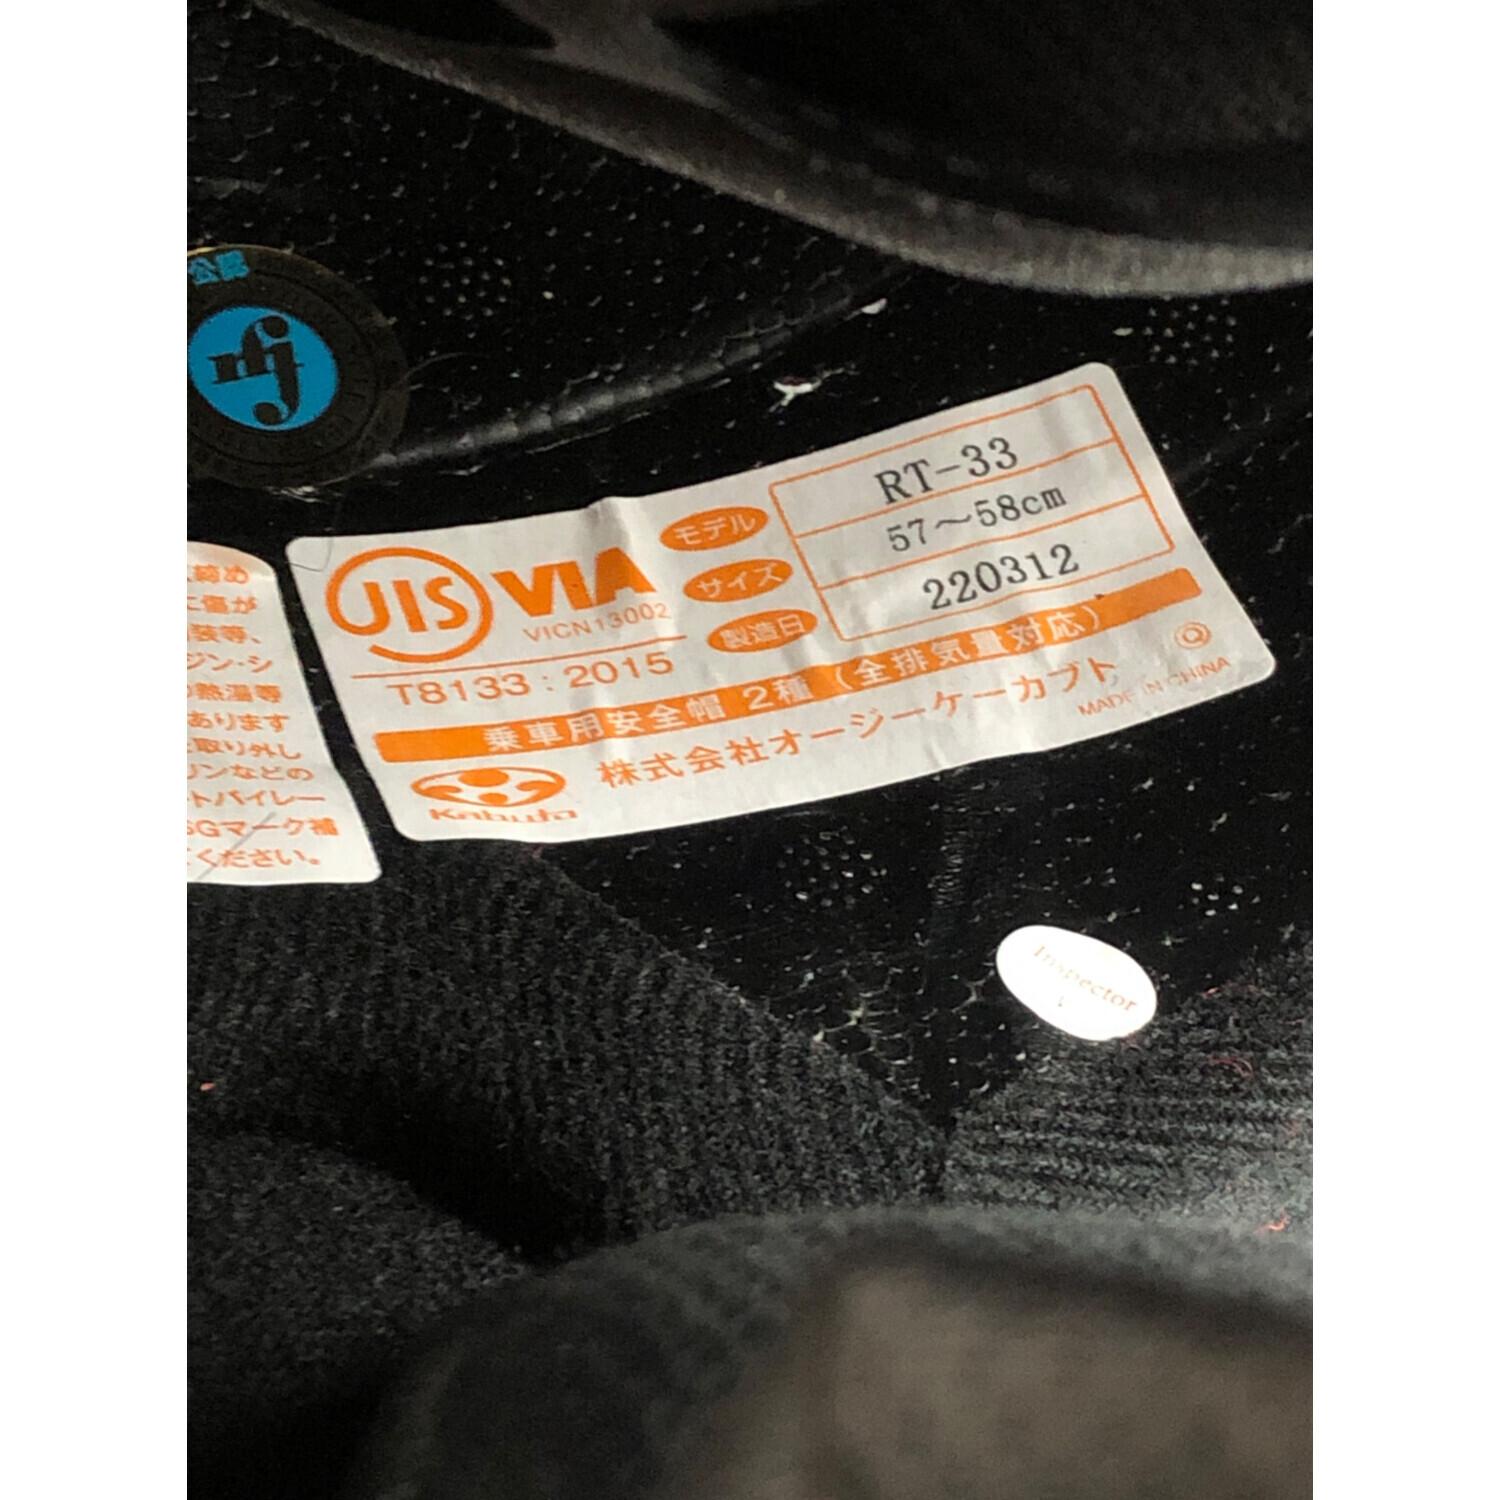 公認
mfj
締め
に傷が
装等、
ジン・シ
熱温等
あります
取り外し
リンなどの
トパイレー
SGマーク補
ください。
JIS VIA
VICN13002
T8133:2015
モデル RT-33
サイズ 57～58cm
製造日 220312
乗車用安全帽 2種（全排気量対応）
株式会社オージーケーカブト
MADE IN CHINA
Kabuto
Inspector